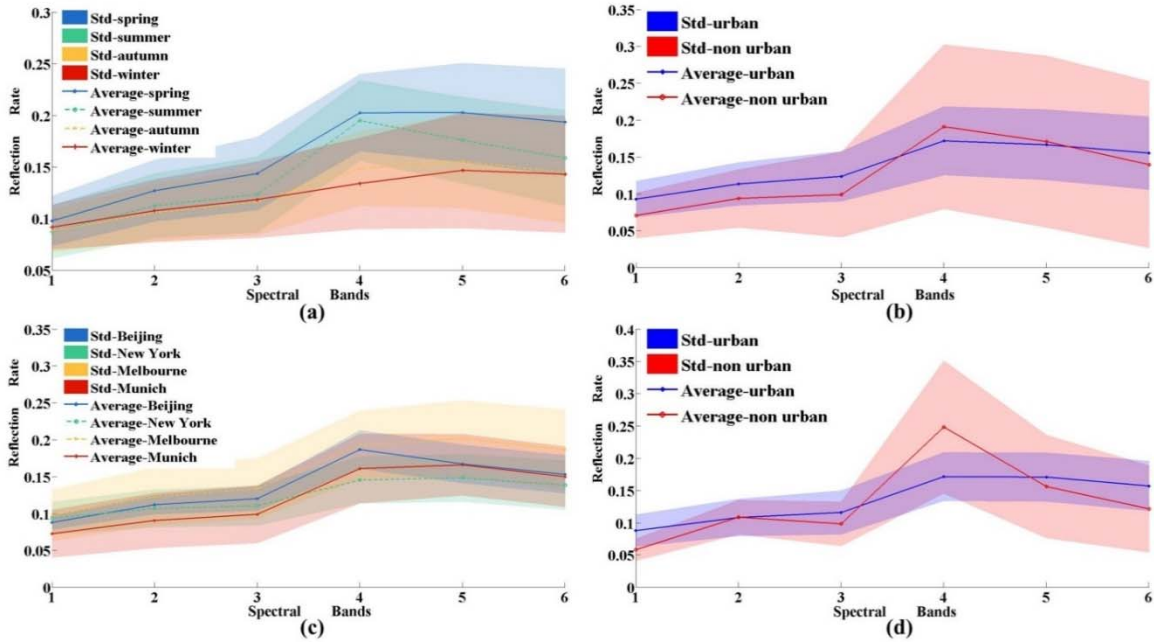 0.3
0.25
0.2
0.15
0.1
0.05
Reflection Rate
Std-spring
Std-summer
Std-autumn
Std-winter
Average-spring
Average-summer
Average-autumn
Average-winter
1 2 3 4 5 6
Spectral Bands
(a)
0.35
0.3
0.25
0.2
0.15
0.1
0.05
0
Reflection Rate
Std-urban
Std-non urban
Average-urban
Average-non urban
1 2 3 4 5 6
Spectral Bands
(b)
0.35
0.3
0.25
0.2
0.15
0.1
0.05
0
Reflection Rate
Std-Beijing
Std-New York
Std-Melbourne
Std-Munich
Average-Beijing
Average-New York
Average-Melbourne
Average-Munich
1 2 3 4 5 6
Spectral Bands
(c)
0.4
0.35
0.3
0.25
0.2
0.15
0.1
0.05
0
Reflection Rate
Std-urban
Std-non urban
Average-urban
Average-non urban
1 2 3 4 5 6
Spectral Bands
(d)